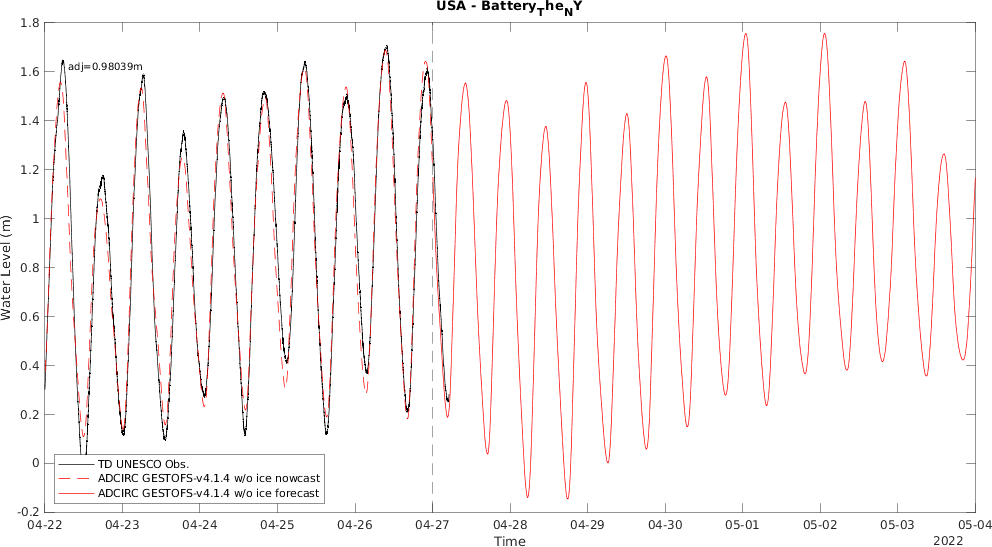 USA - Battery_The_NY
1.8
1.6
1.4
1.2
1
0.8
0.6
0.4
0.2
0
-0.2
Water Level (m)
adj=0.98039m
TD UNESCO Obs.
ADCIRC GESTOFS-v4.1.4 w/o ice nowcast
ADCIRC GESTOFS-v4.1.4 w/o ice forecast
04-22 04-23 04-24 04-25 04-26 04-27 04-28 04-29 04-30 05-01 05-02 05-03 05-04
Time
2022